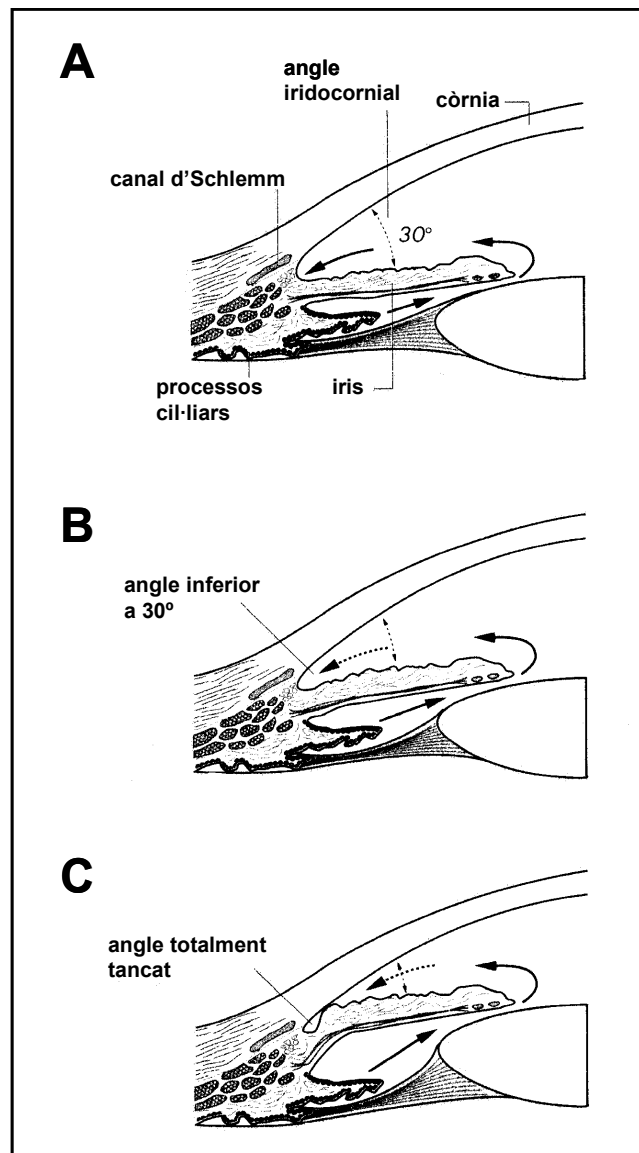 A
angle
iridocornial
còrnia
canal d'Schlemm
30°
processos
cil·liars
iris
B
angle inferior
a 30º
C
angle totalment
tancat